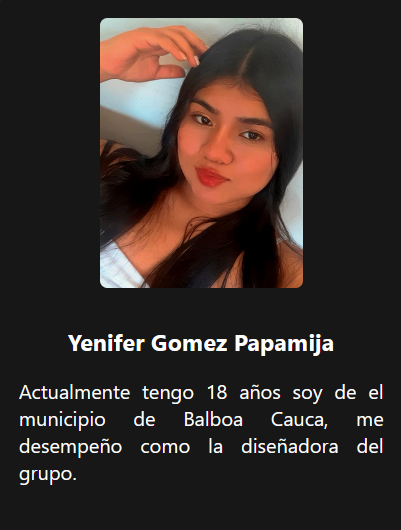 Yenifer Gomez Papamija
Actualmente tengo 18 años soy de el
municipio de Balboa Cauca, me
desempeño como la diseñadora del
grupo.